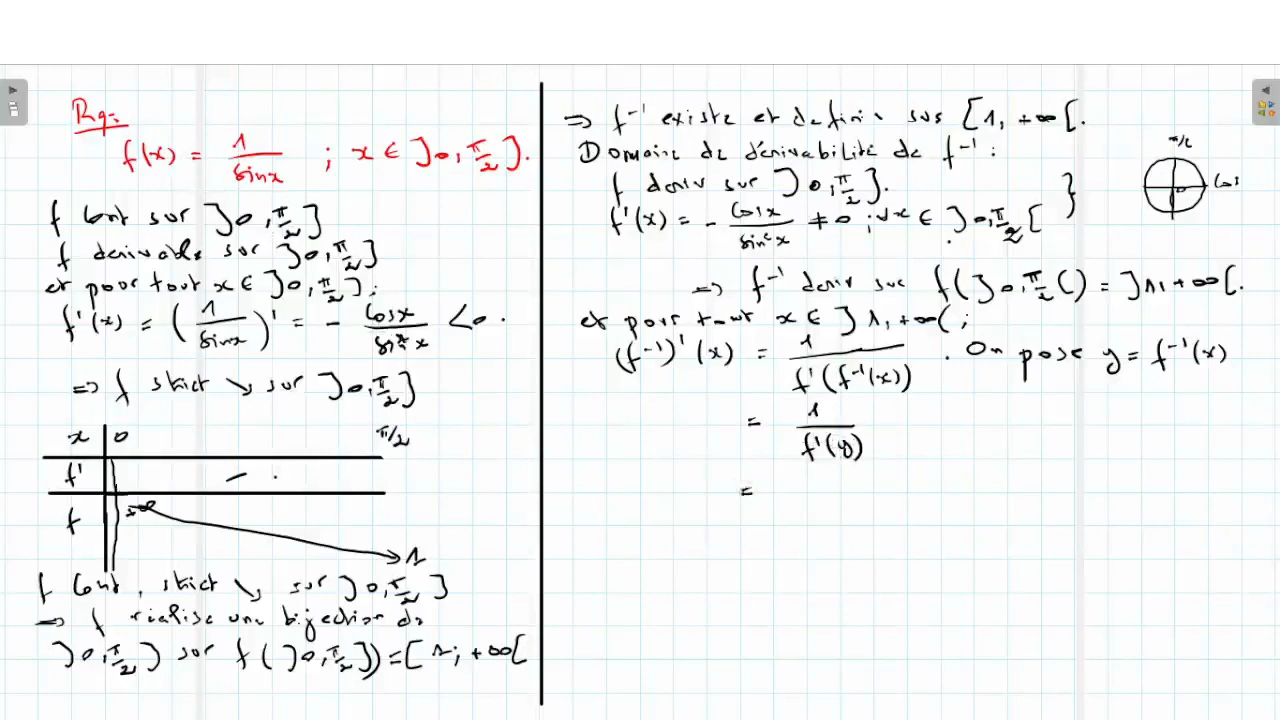 Rq:
f(x) = 1/sinx ; x ∈ ]0, π/2].
f cont sur ]0, π/2]
f derivable sur ]0, π/2]
et pour tout x ∈ ]0, π/2];
f'(x) = (1/sinx)' = - cosx/sin²x < 0.
=> f strict ↘ sur ]0, π/2]
x 0 π/2
f' -
f +∞ 1
f cont, strict ↘ sur ]0, π/2]
=> f réalise une bijection de
]0, π/2] sur f(]0, π/2]) = [1; +∞[
=> f⁻¹ existe et definie sur [1, +∞[.
Domaine de dérivabilité de f⁻¹:
f deriv sur ]0, π/2].
f'(x) = - cosx/sin²x ≠ 0 ; ∀x ∈ ]0, π/2[ }
π/2
cos
=> f⁻¹ deriv sur f(]0, π/2[) = ]1, +∞[.
et pour tout x ∈ ]1, +∞[;
(f⁻¹)'(x) = 1/f'(f⁻¹(x)) . On pose y = f⁻¹(x)
= 1/f'(y)
=